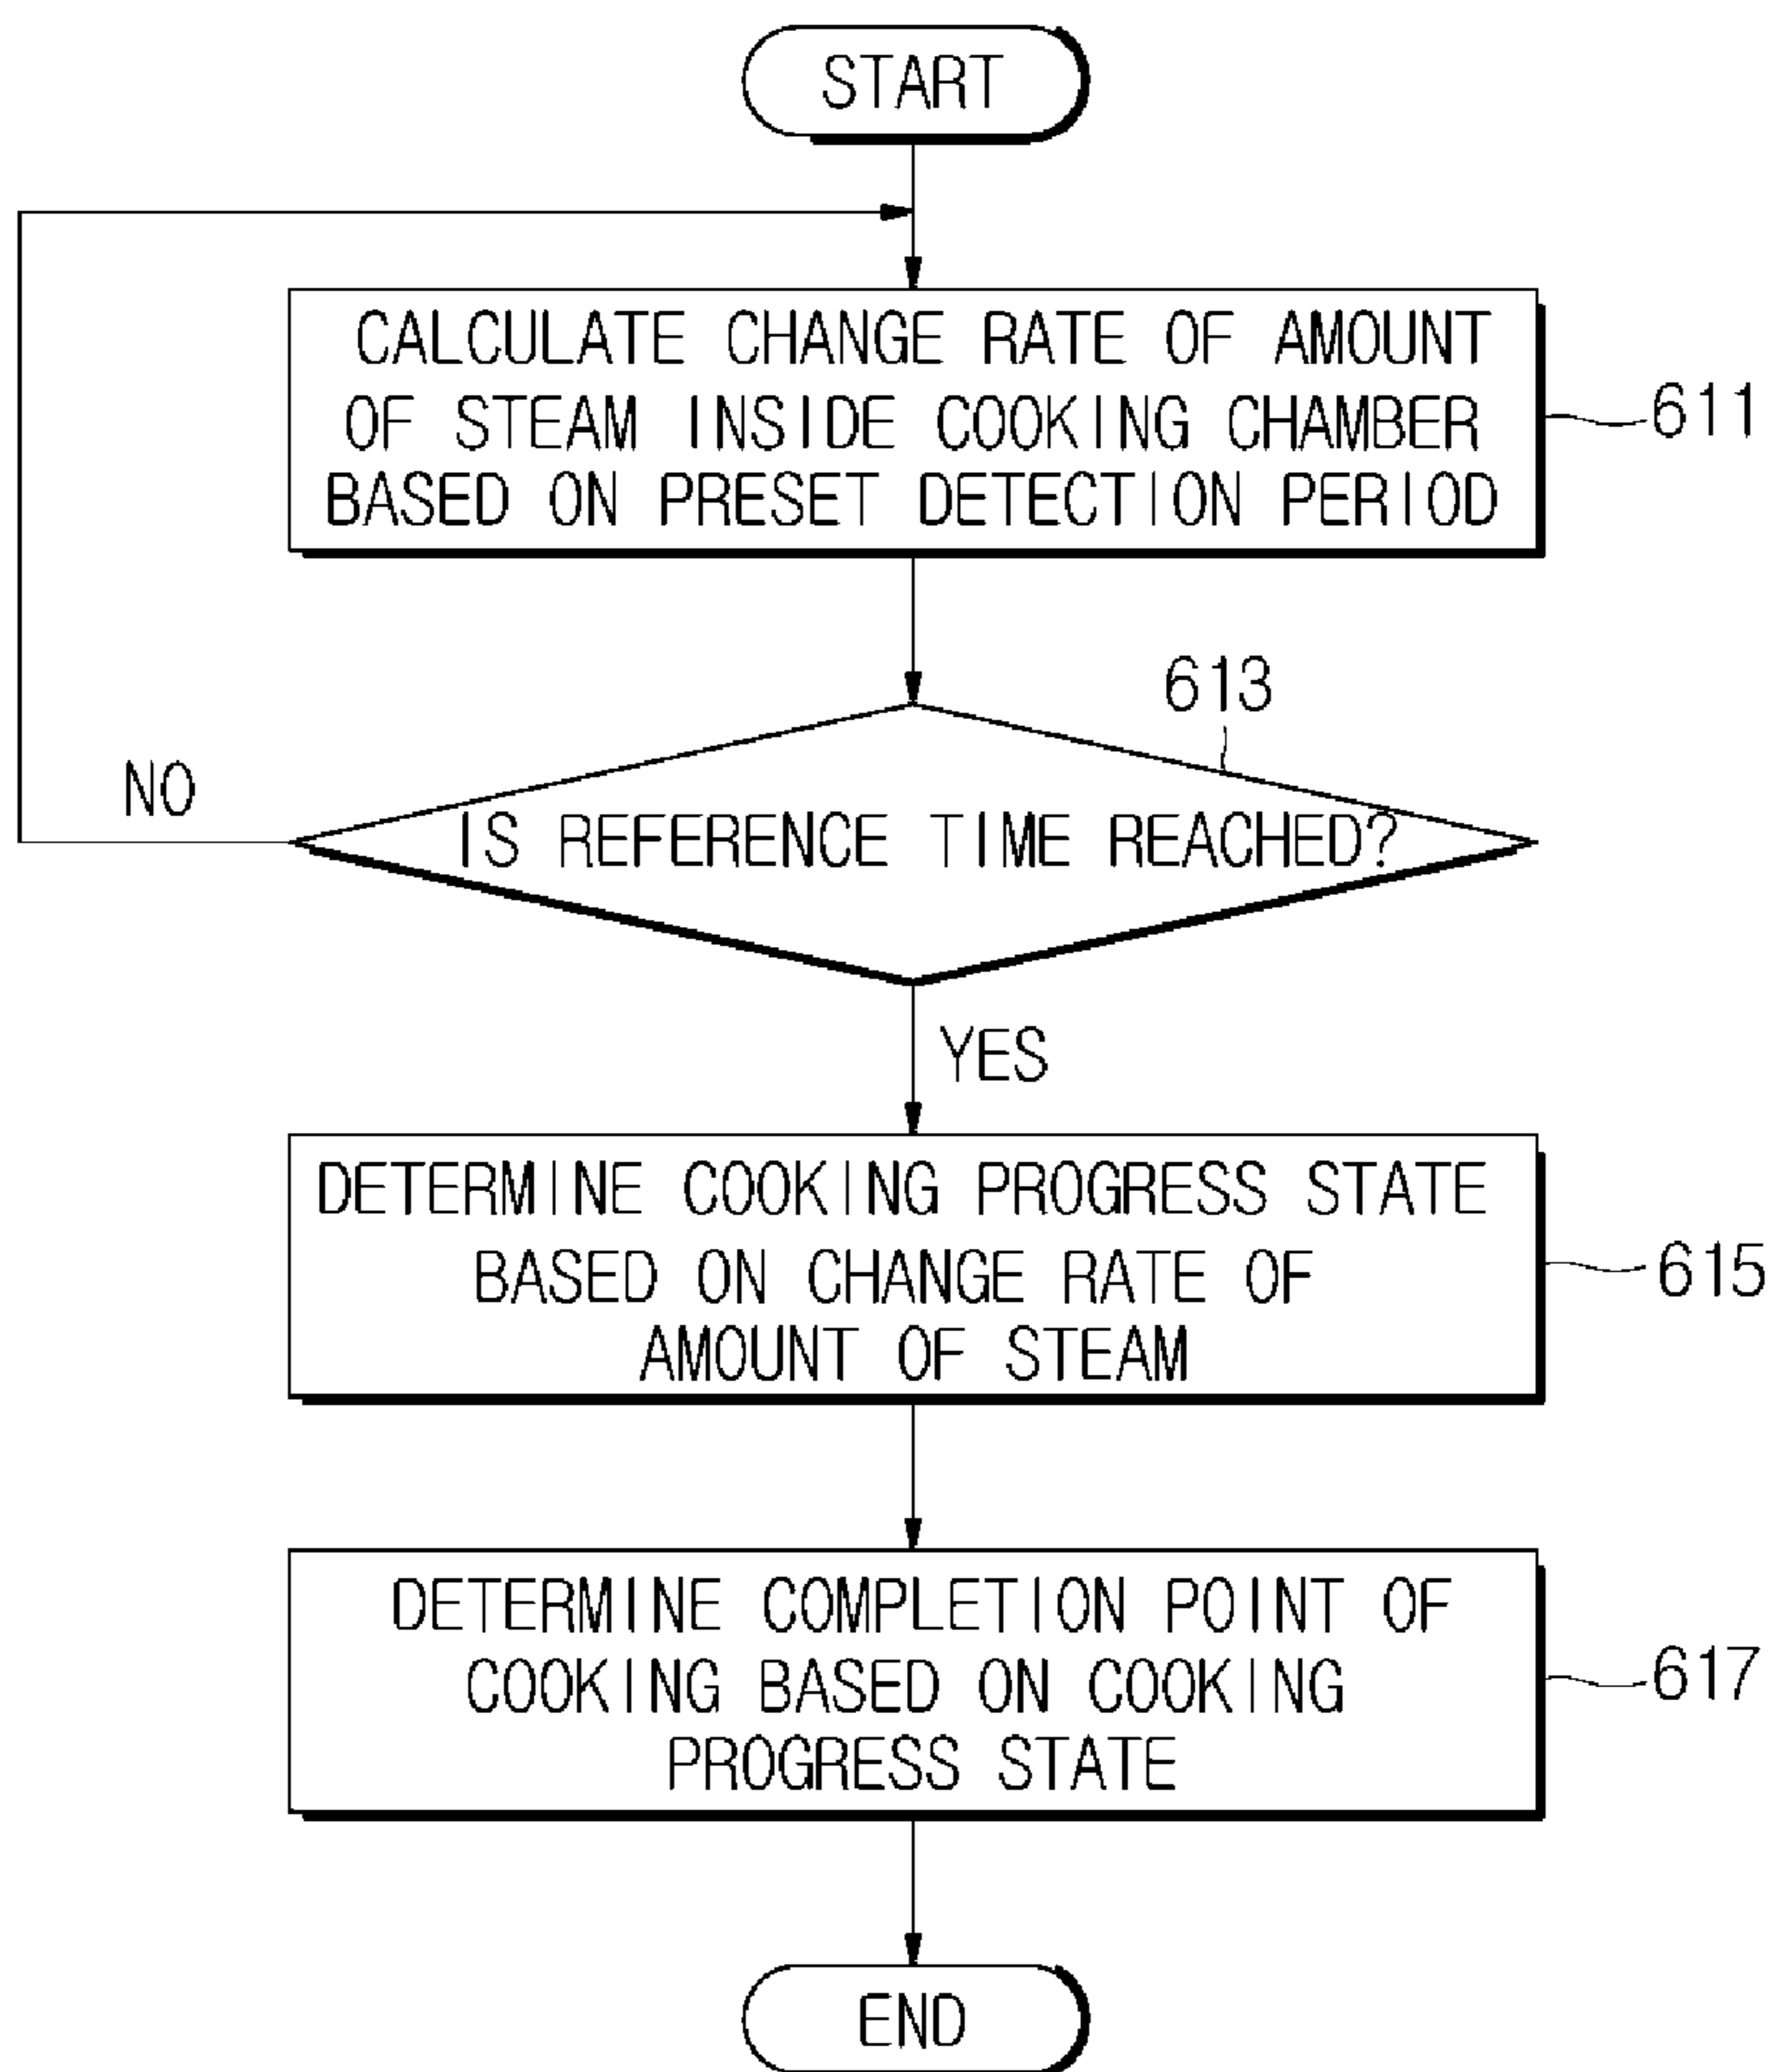 START
CALCULATE CHANGE RATE OF AMOUNT
OF STEAM INSIDE COOKING CHAMBER
BASED ON PRESET DETECTION PERIOD
611
613
NO
IS REFERENCE TIME REACHED?
YES
DETERMINE COOKING PROGRESS STATE
BASED ON CHANGE RATE OF
AMOUNT OF STEAM
615
DETERMINE COMPLETION POINT OF
COOKING BASED ON COOKING
PROGRESS STATE
617
END